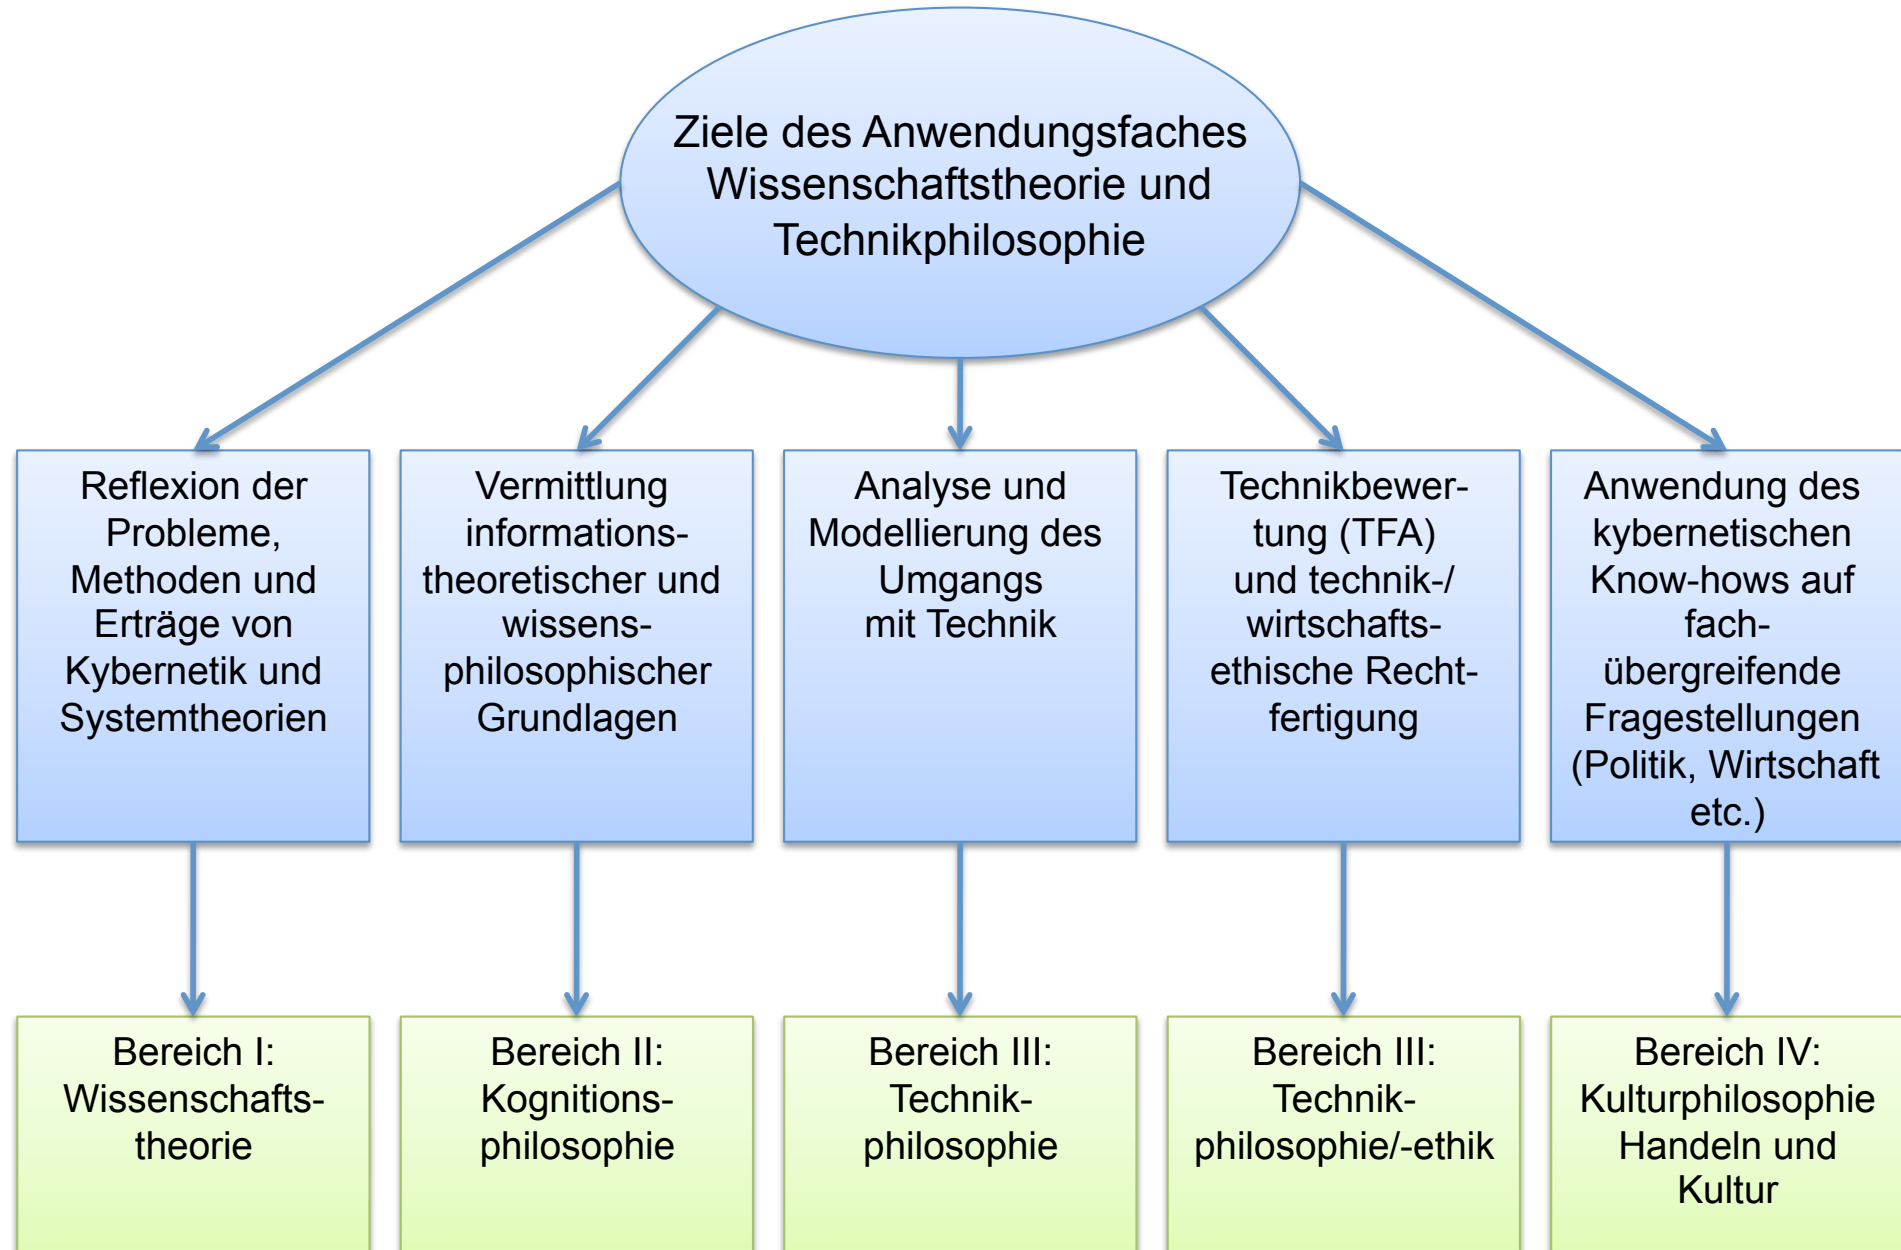 Ziele des Anwendungsfaches
Wissenschaftstheorie und
Technikphilosophie
Reflexion der
Probleme,
Methoden und
Erträge von
Kybernetik und
Systemtheorien
Vermittlung
informations-
theoretischer und
wissens-
philosophischer
Grundlagen
Analyse und
Modellierung des
Umgangs
mit Technik
Technikbewer-
tung (TFA)
und technik-/
wirtschafts-
ethische Recht-
fertigung
Anwendung des
kybernetischen
Know-hows auf
fach-
übergreifende
Fragestellungen
(Politik, Wirtschaft
etc.)
Bereich I:
Wissenschafts-
theorie
Bereich II:
Kognitions-
philosophie
Bereich III:
Technik-
philosophie
Bereich III:
Technik-
philosophie/-ethik
Bereich IV:
Kulturphilosophie
Handeln und
Kultur